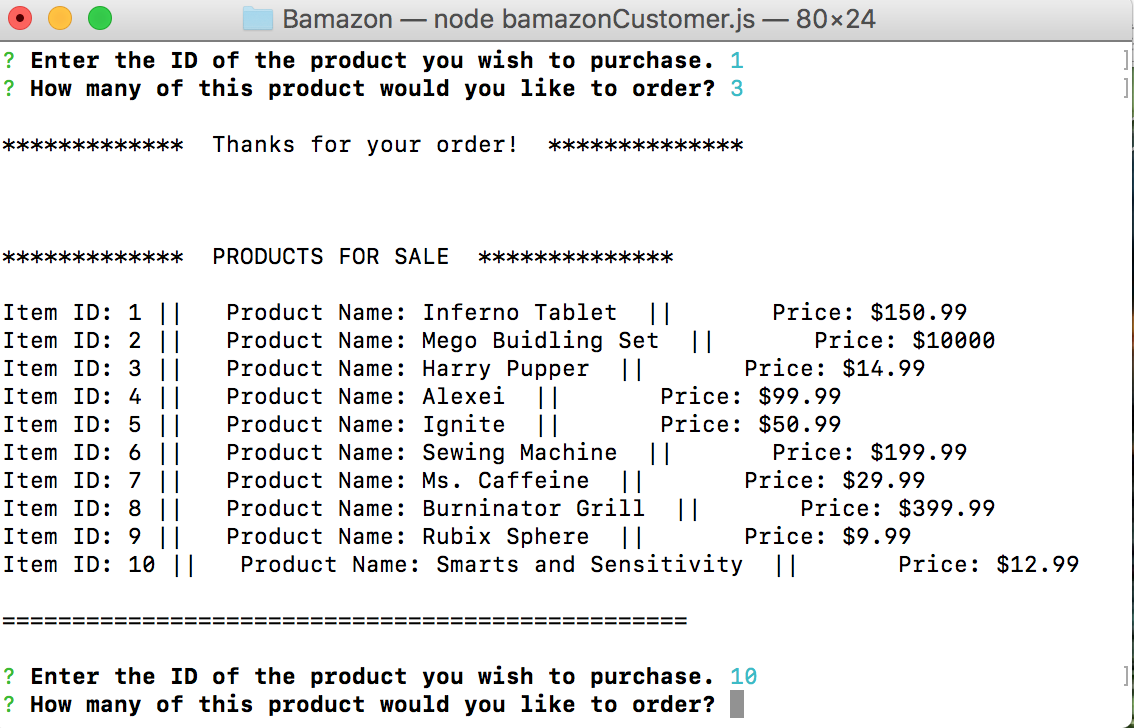 Bamazon — node bamazonCustomer.js — 80×24
? Enter the ID of the product you wish to purchase. 1
? How many of this product would you like to order? 3
*************  Thanks for your order!  **************
*************  PRODUCTS FOR SALE  **************
Item ID: 1 ||   Product Name: Inferno Tablet  ||       Price: $150.99
Item ID: 2 ||   Product Name: Mego Buidling Set  ||       Price: $10000
Item ID: 3 ||   Product Name: Harry Pupper  ||       Price: $14.99
Item ID: 4 ||   Product Name: Alexei  ||       Price: $99.99
Item ID: 5 ||   Product Name: Ignite  ||       Price: $50.99
Item ID: 6 ||   Product Name: Sewing Machine  ||       Price: $199.99
Item ID: 7 ||   Product Name: Ms. Caffeine  ||       Price: $29.99
Item ID: 8 ||   Product Name: Burninator Grill  ||       Price: $399.99
Item ID: 9 ||   Product Name: Rubix Sphere  ||       Price: $9.99
Item ID: 10 ||   Product Name: Smarts and Sensitivity  ||       Price: $12.99
=================================================
? Enter the ID of the product you wish to purchase. 10
? How many of this product would you like to order?